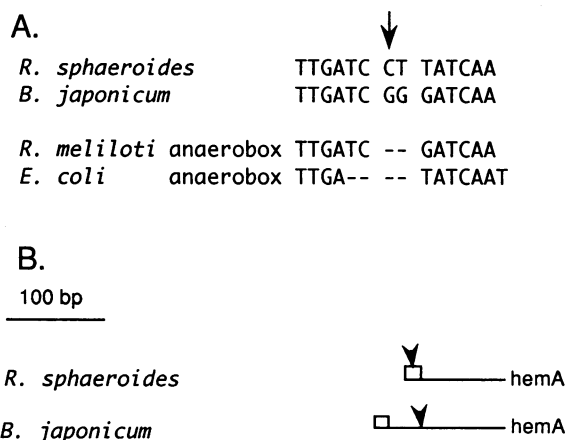 A.
R. sphaeroides TTGATC CT TATCAA
B. japonicum TTGATC GG GATCAA
R. meliloti anaerobox TTGATC -- GATCAA
E. coli anaerobox TTGA-- -- TATCAAT
B.
100 bp
R. sphaeroides hemA
B. japonicum hemA